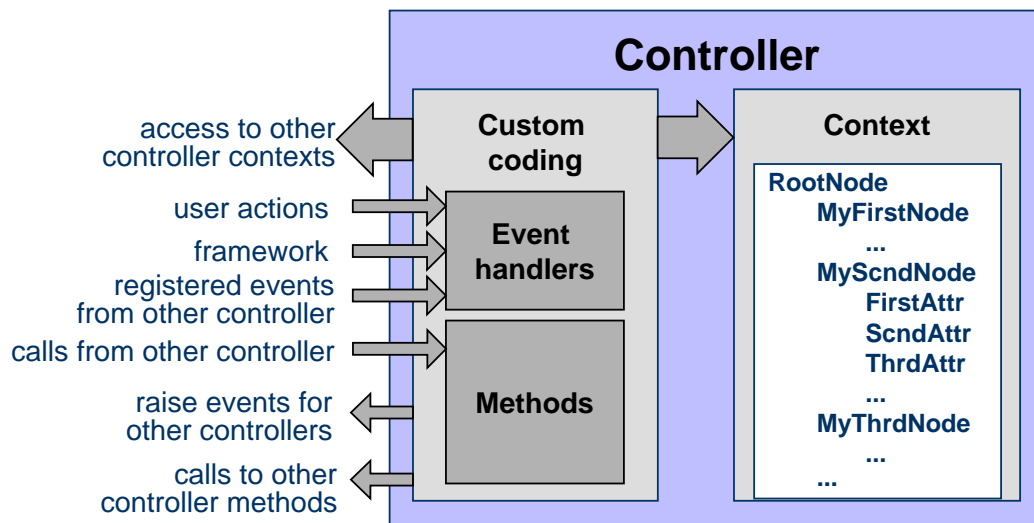 Controller
access to other
controller contexts
user actions
framework
registered events
from other controller
calls from other controller
raise events for
other controllers
calls to other
controller methods
Custom
coding
Event
handlers
Methods
Context
RootNode
MyFirstNode
...
MyScndNode
FirstAttr
ScndAttr
ThrdAttr
...
MyThrdNode
...
...